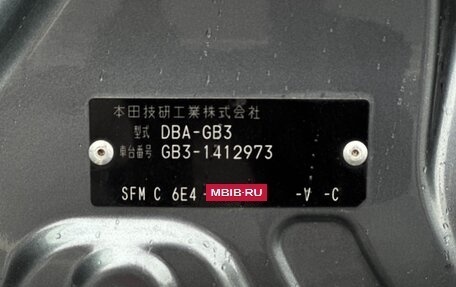 本田技研工業株式会社
型式 DBA-GB3
車台番号 GB3-1412973
SFM C 6E4 - MBIB.RU -A -C